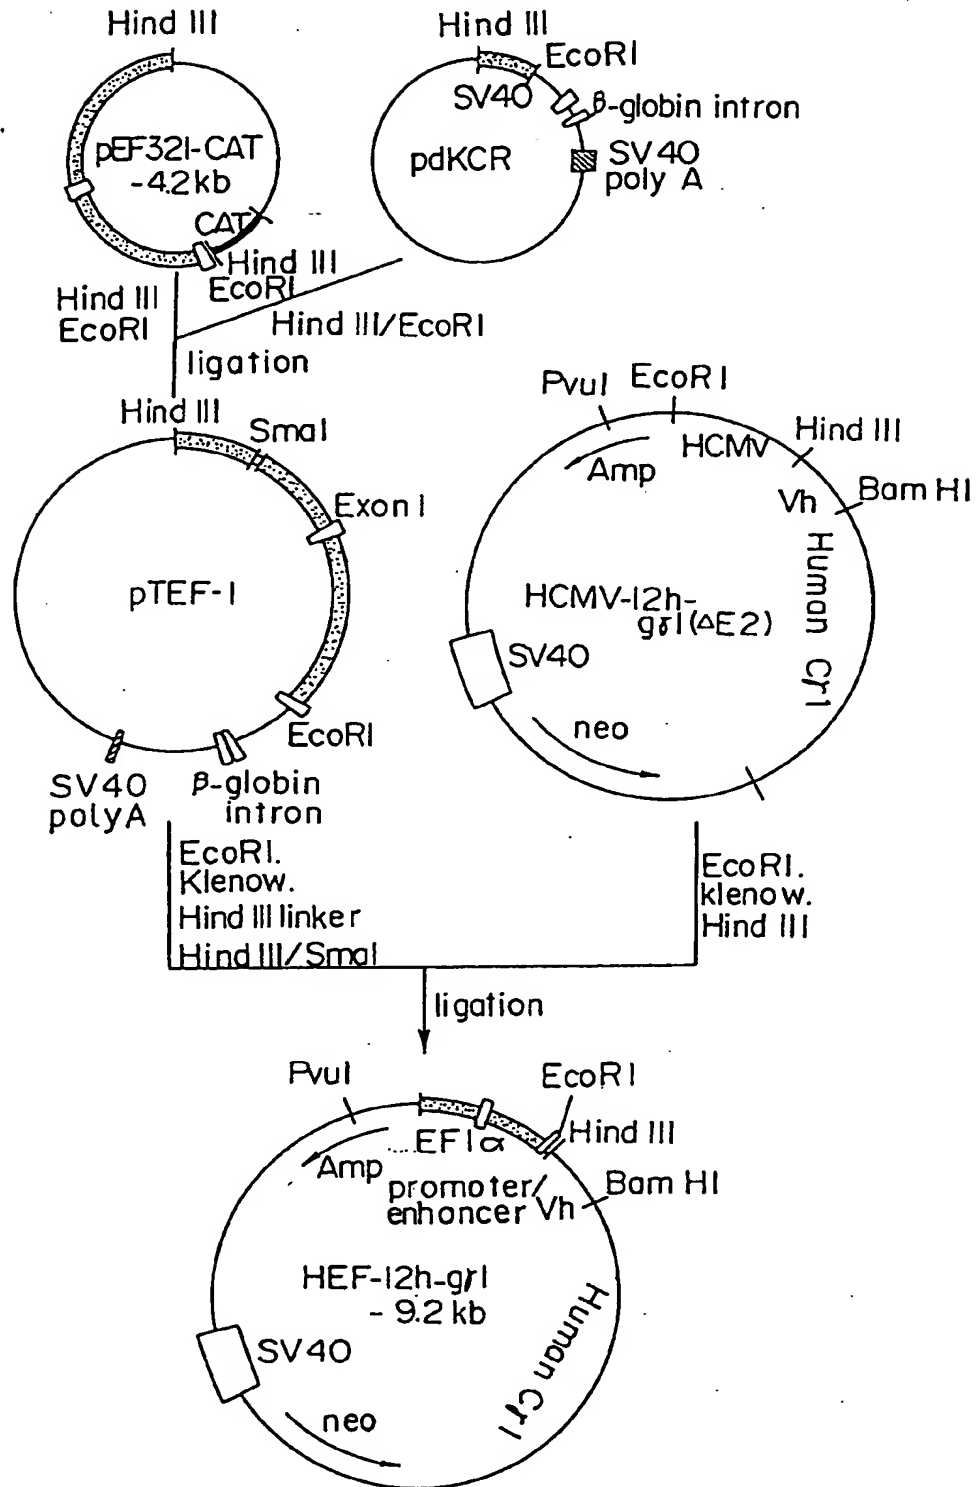 Hind III
pEF321-CAT
-4.2kb
CAT
Hind III
EcoRI
Hind III
EcoRI
SV40
β-globin intron
pdKCR
SV40
poly A
Hind III
EcoRI
Hind III/EcoRI
ligation
Hind III
SmaI
Exon I
pTEF-1
EcoRI
SV40
polyA
β-globin
intron
PvuI
EcoRI
HCMV
Hind III
Amp
Vh
Bam HI
Human Cγ1
HCMV-12h-
gγ1(ΔE2)
SV40
neo
EcoRI.
Klenow.
Hind III linker
Hind III/SmaI
EcoRI.
klenow.
Hind III
ligation
PvuI
EcoRI
Hind III
EF1α
Amp
promoter/
enhancer
Vh
Bam HI
HEF-12h-gγ1
- 9.2 kb
Human Cγ1
SV40
neo